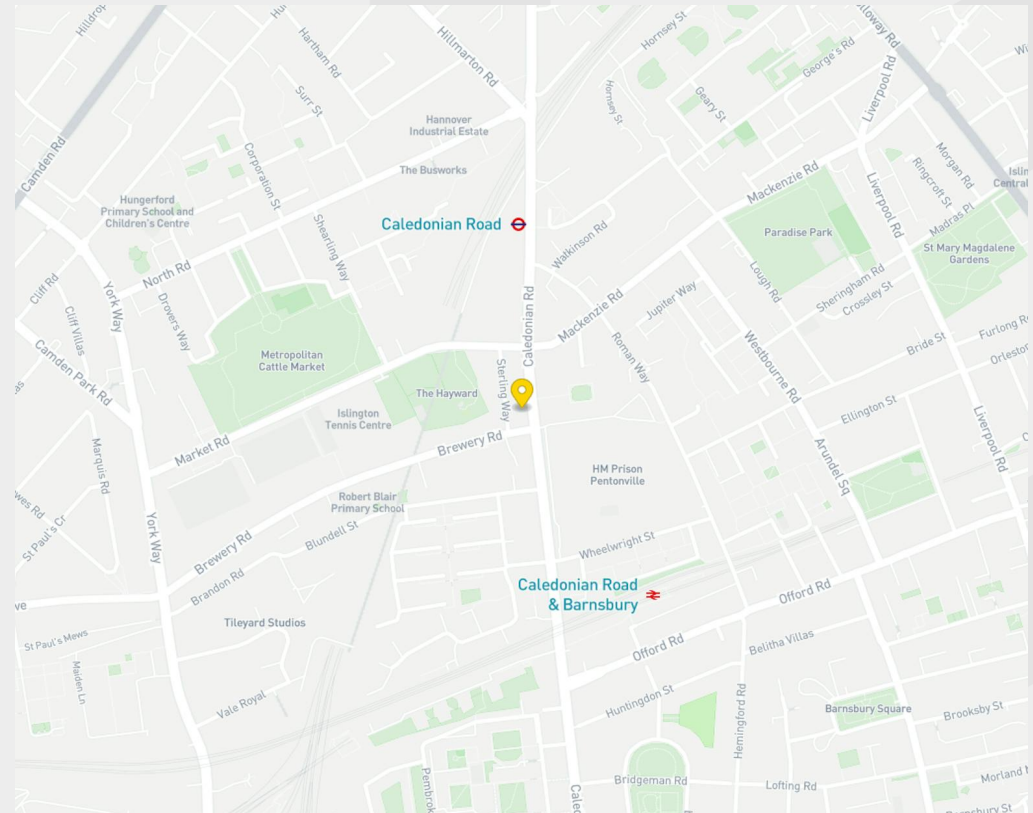 Hilldrop
Hartham Rd
Hillmarton Rd
Hornsey St
George's Rd
Liverpool Rd
Camden Rd
Surr St
Hornsey St
Geary St
Hannover
Industrial Estate
The Busworks
Corporation St
Mackenzie Rd
Morgan Rd
Ringcroft St
Central
Hungerford
Primary School and
Children's Centre
Caledonian Road
Shearling Way
Walkinson Rd
Paradise Park
Liverpool Rd
Madras Pl
St Mary Magdalene
Gardens
North Rd
Cliff Rd
York Way
Drovers Way
Cliff Villas
Caledonian Rd
Mackenzie Rd
Jupiter Way
Lough Rd
Sheringham Rd
Crossley St
Metropolitan
Cattle Market
Camden Park Rd
Sterling Way
Roman Way
Westbourne Rd
Bride St
Furlong R
The Hayward
Islington
Tennis Centre
Ellington St
Market Rd
Brewery Rd
Marquis Rd
Liverpool Rd
Arundel Sq
HM Prison
Pentonville
Robert Blair
Primary School
St Paul's Cr
York Way
Brewery Rd
Blundell St
Wheelwright St
Brandon Rd
Caledonian Road
& Barnsbury
Offord Rd
Tileyard Studios
St Paul's Mews
Maiden Ln
Offord Rd
Belitha Villas
Vale Royal
Huntingdon St
Hemingford Rd
Barnsbury Square
Brooksby St
Bridgeman Rd
Lofting Rd
Morland
Pembrok
Caled